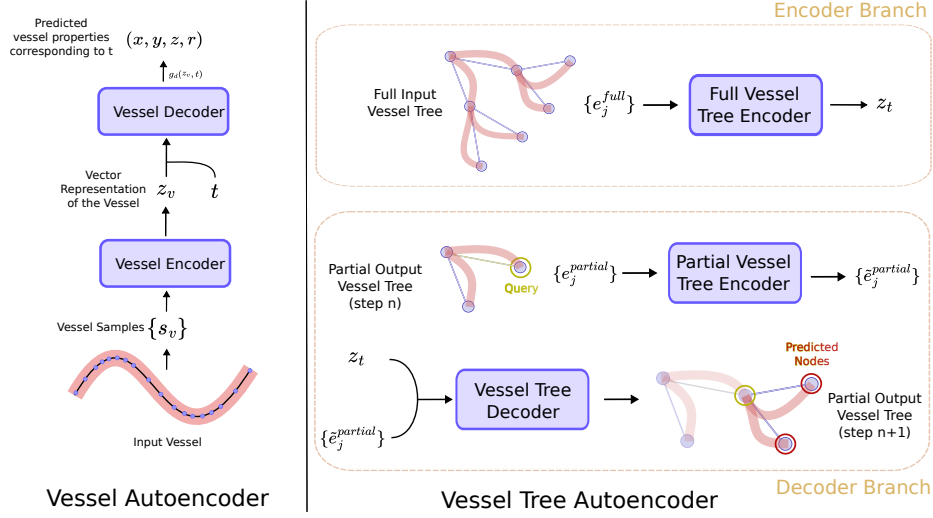 Predicted
vessel properties
corresponding to t
(x, y, z, r)
g_d(z_v, t)
Vessel Decoder
Vector
Representation
of the Vessel
z_v
t
Vessel Encoder
Vessel Samples {s_v}
Input Vessel
Vessel Autoencoder
Encoder Branch
Full Input
Vessel Tree
{e_j^{full}}
Full Vessel
Tree Encoder
z_t
Partial Output
Vessel Tree
(step n)
Query
{e_j^{partial}}
Partial Vessel
Tree Encoder
{ẽ_j^{partial}}
z_t
{ẽ_j^{partial}}
Vessel Tree
Decoder
Predicted
Nodes
Partial Output
Vessel Tree
(step n+1)
Decoder Branch
Vessel Tree Autoencoder